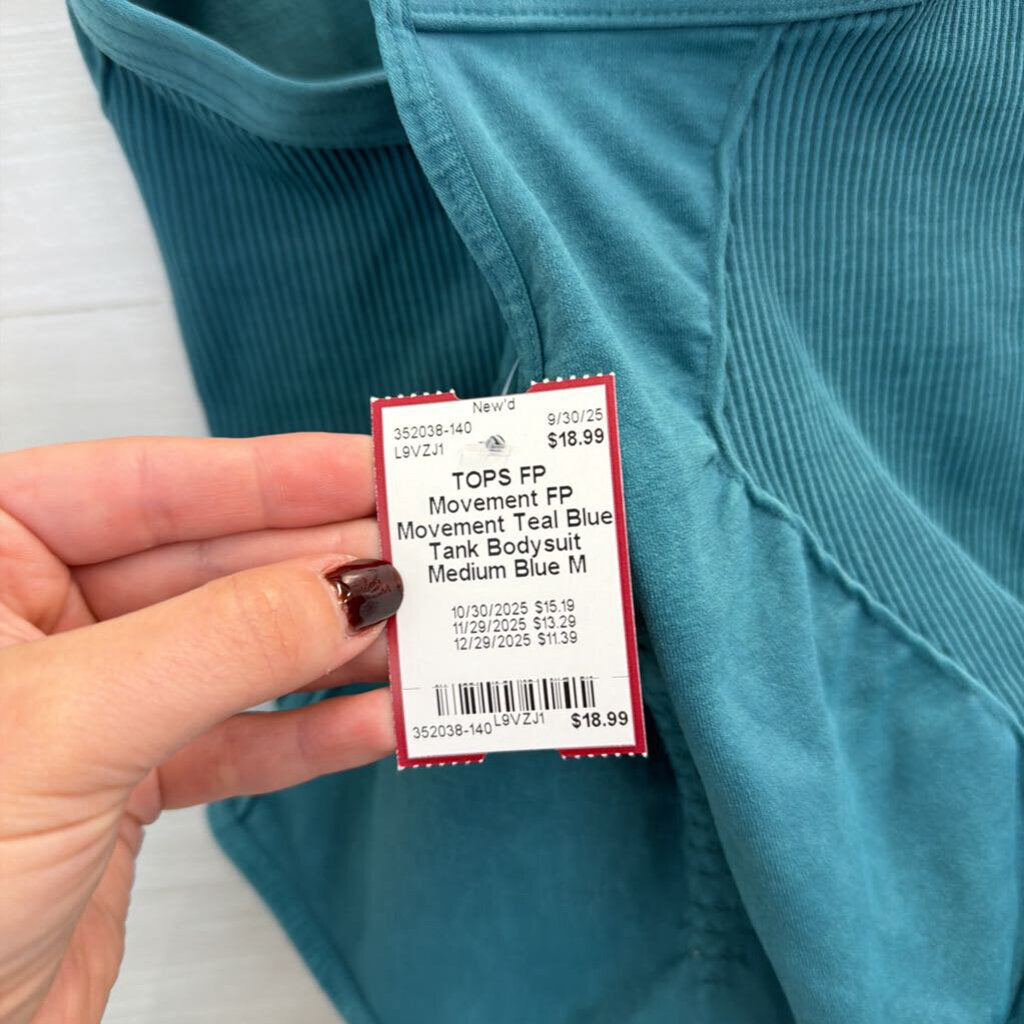 New'd
352038-140 9/30/25
L9VZJ1 $18.99
TOPS FP
Movement FP
Movement Teal Blue
Tank Bodysuit
Medium Blue M
10/30/2025 $15.19
11/29/2025 $13.29
12/29/2025 $11.39
352038-140 L9VZJ1 $18.99